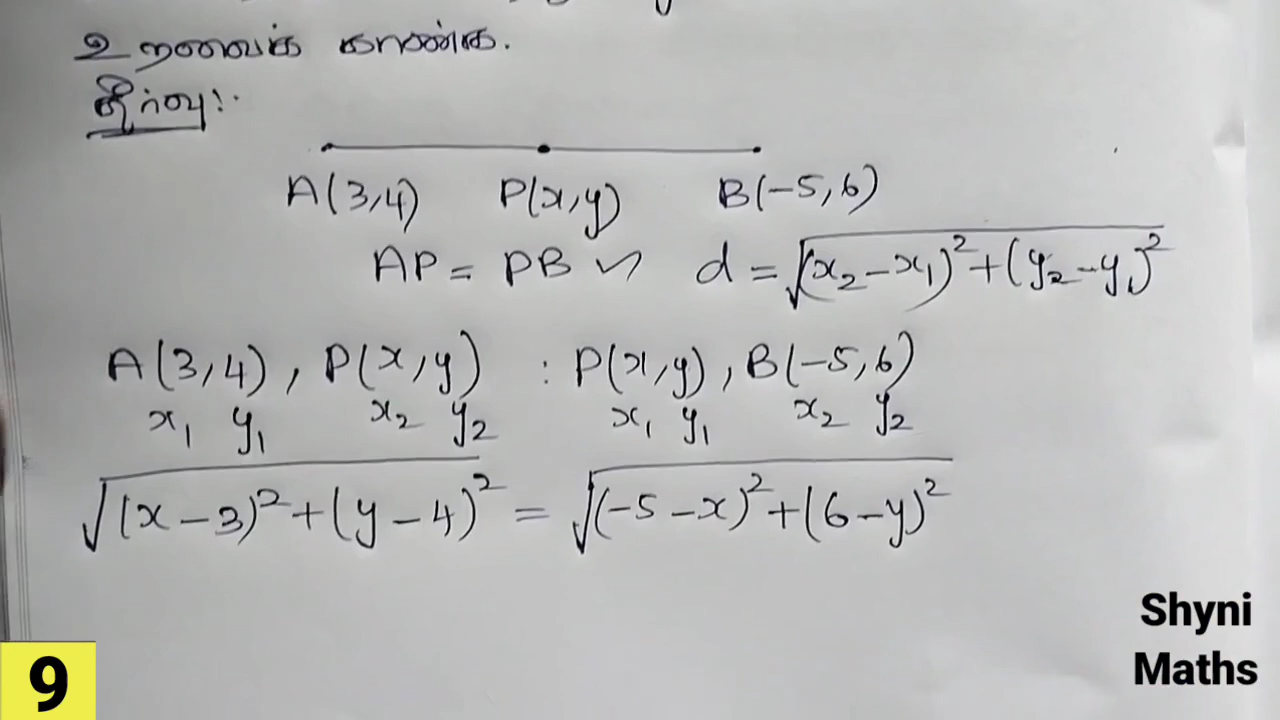 உறவைக் காண்க.
தீர்வு:
A(3,4) P(x,y) B(-5,6)
AP = PB d = √(x₂-x₁)²+(y₂-y₁)²
A(3,4), P(x,y) : P(x,y), B(-5,6)
x₁ y₁ x₂ y₂ x₁ y₁ x₂ y₂
√(x-3)²+(y-4)² = √(-5-x)²+(6-y)²
Shyni
Maths
9